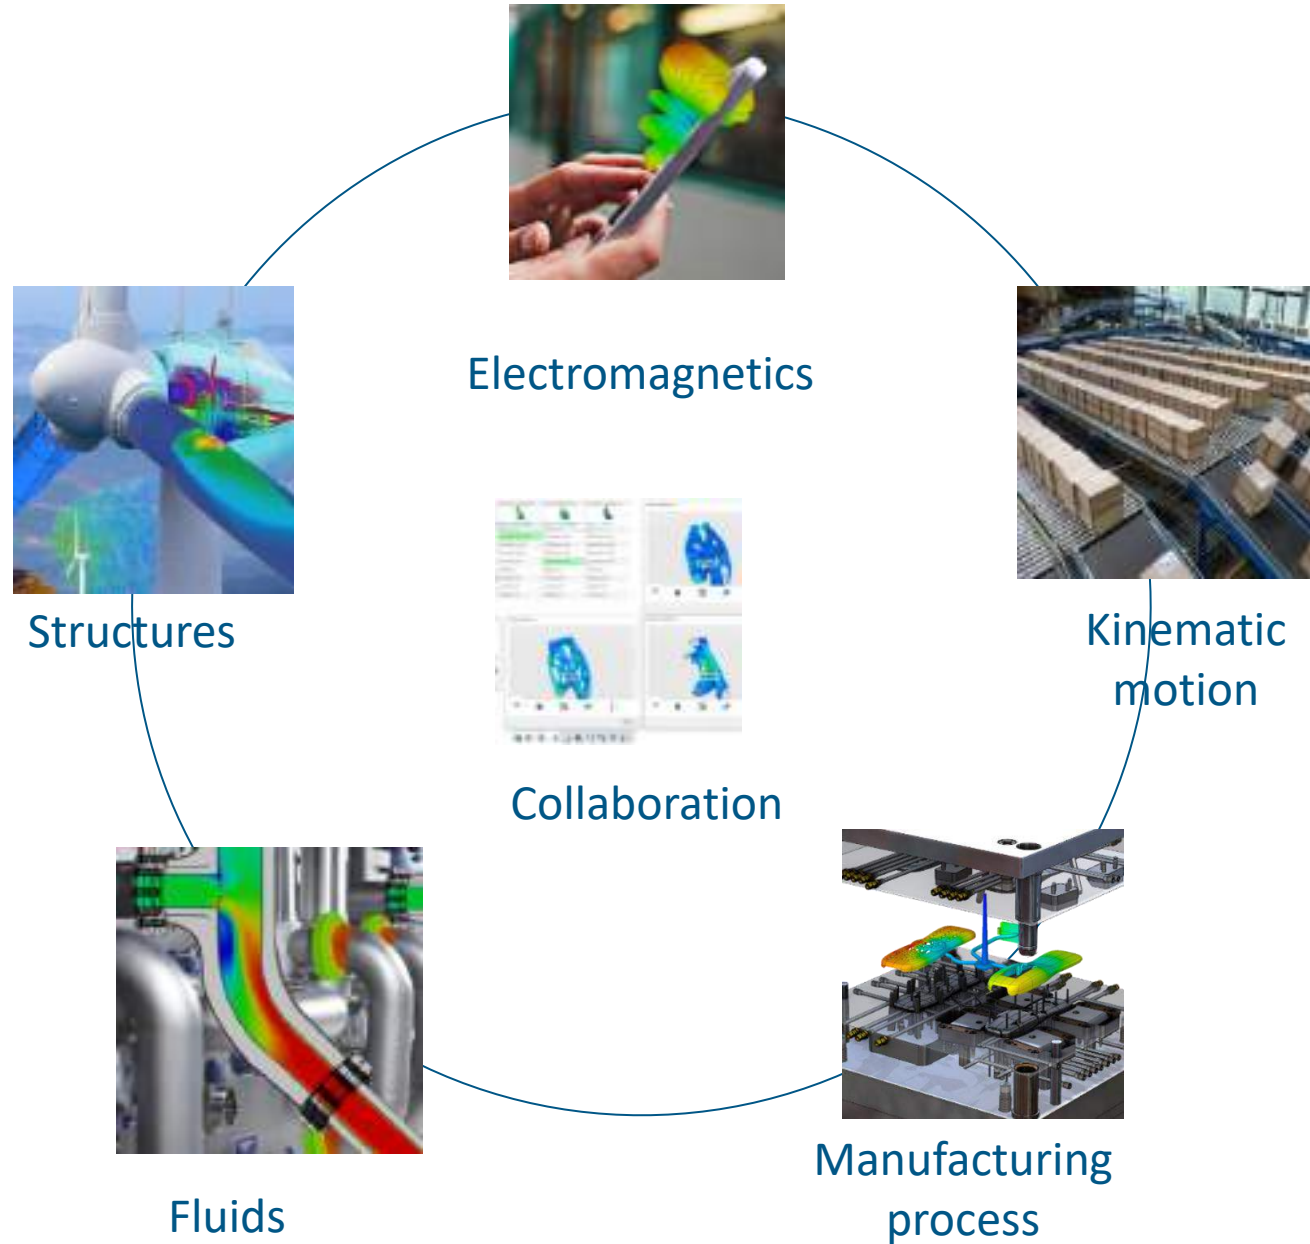 Electromagnetics
Structures
Kinematic
motion
Collaboration
Manufacturing
process
Fluids